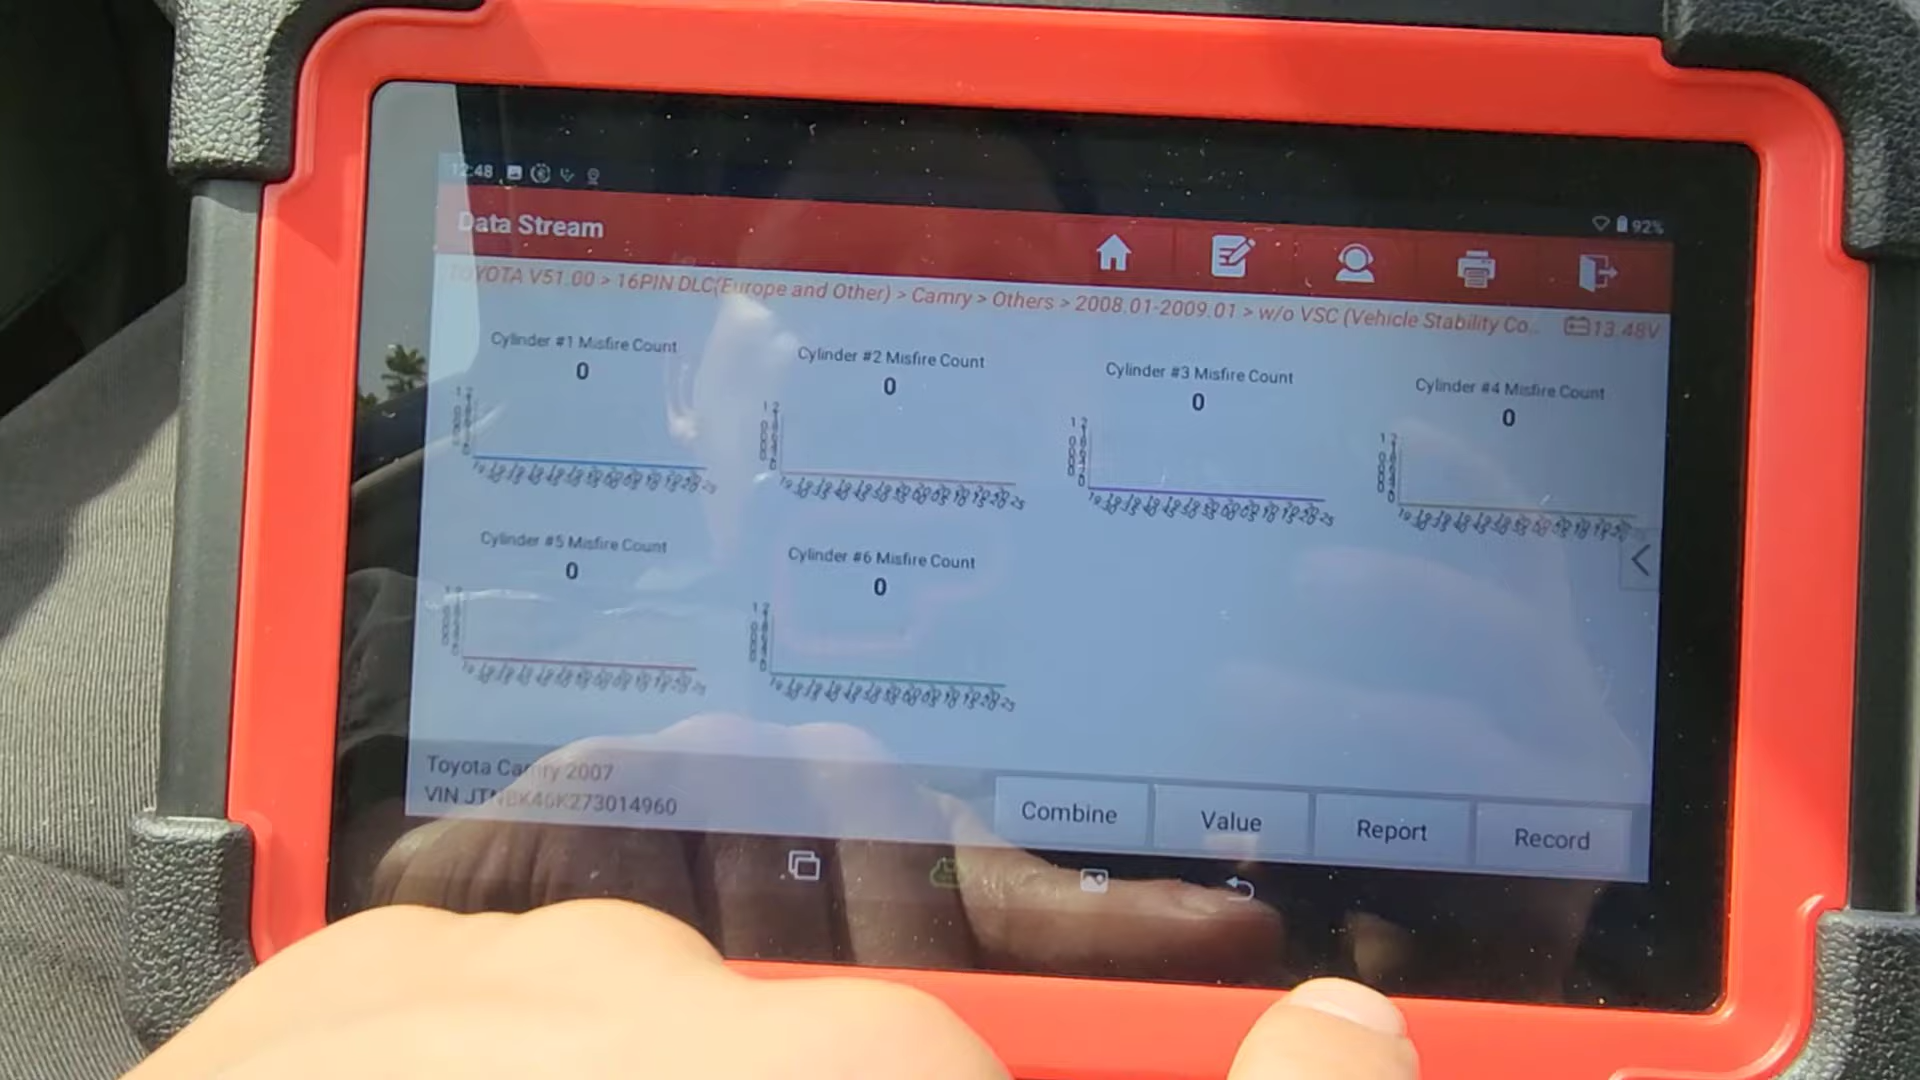 12:48
92%
Data Stream
TOYOTA V51.00 > 16PIN DLC(Europe and Other) > Camry > Others > 2008.01-2009.01 > w/o VSC (Vehicle Stability Co...
13.48V
Cylinder #1 Misfire Count
0
Cylinder #2 Misfire Count
0
Cylinder #3 Misfire Count
0
Cylinder #4 Misfire Count
0
Cylinder #5 Misfire Count
0
Cylinder #6 Misfire Count
0
Toyota Camry 2007
VIN JTNBK46K273014960
Combine
Value
Report
Record